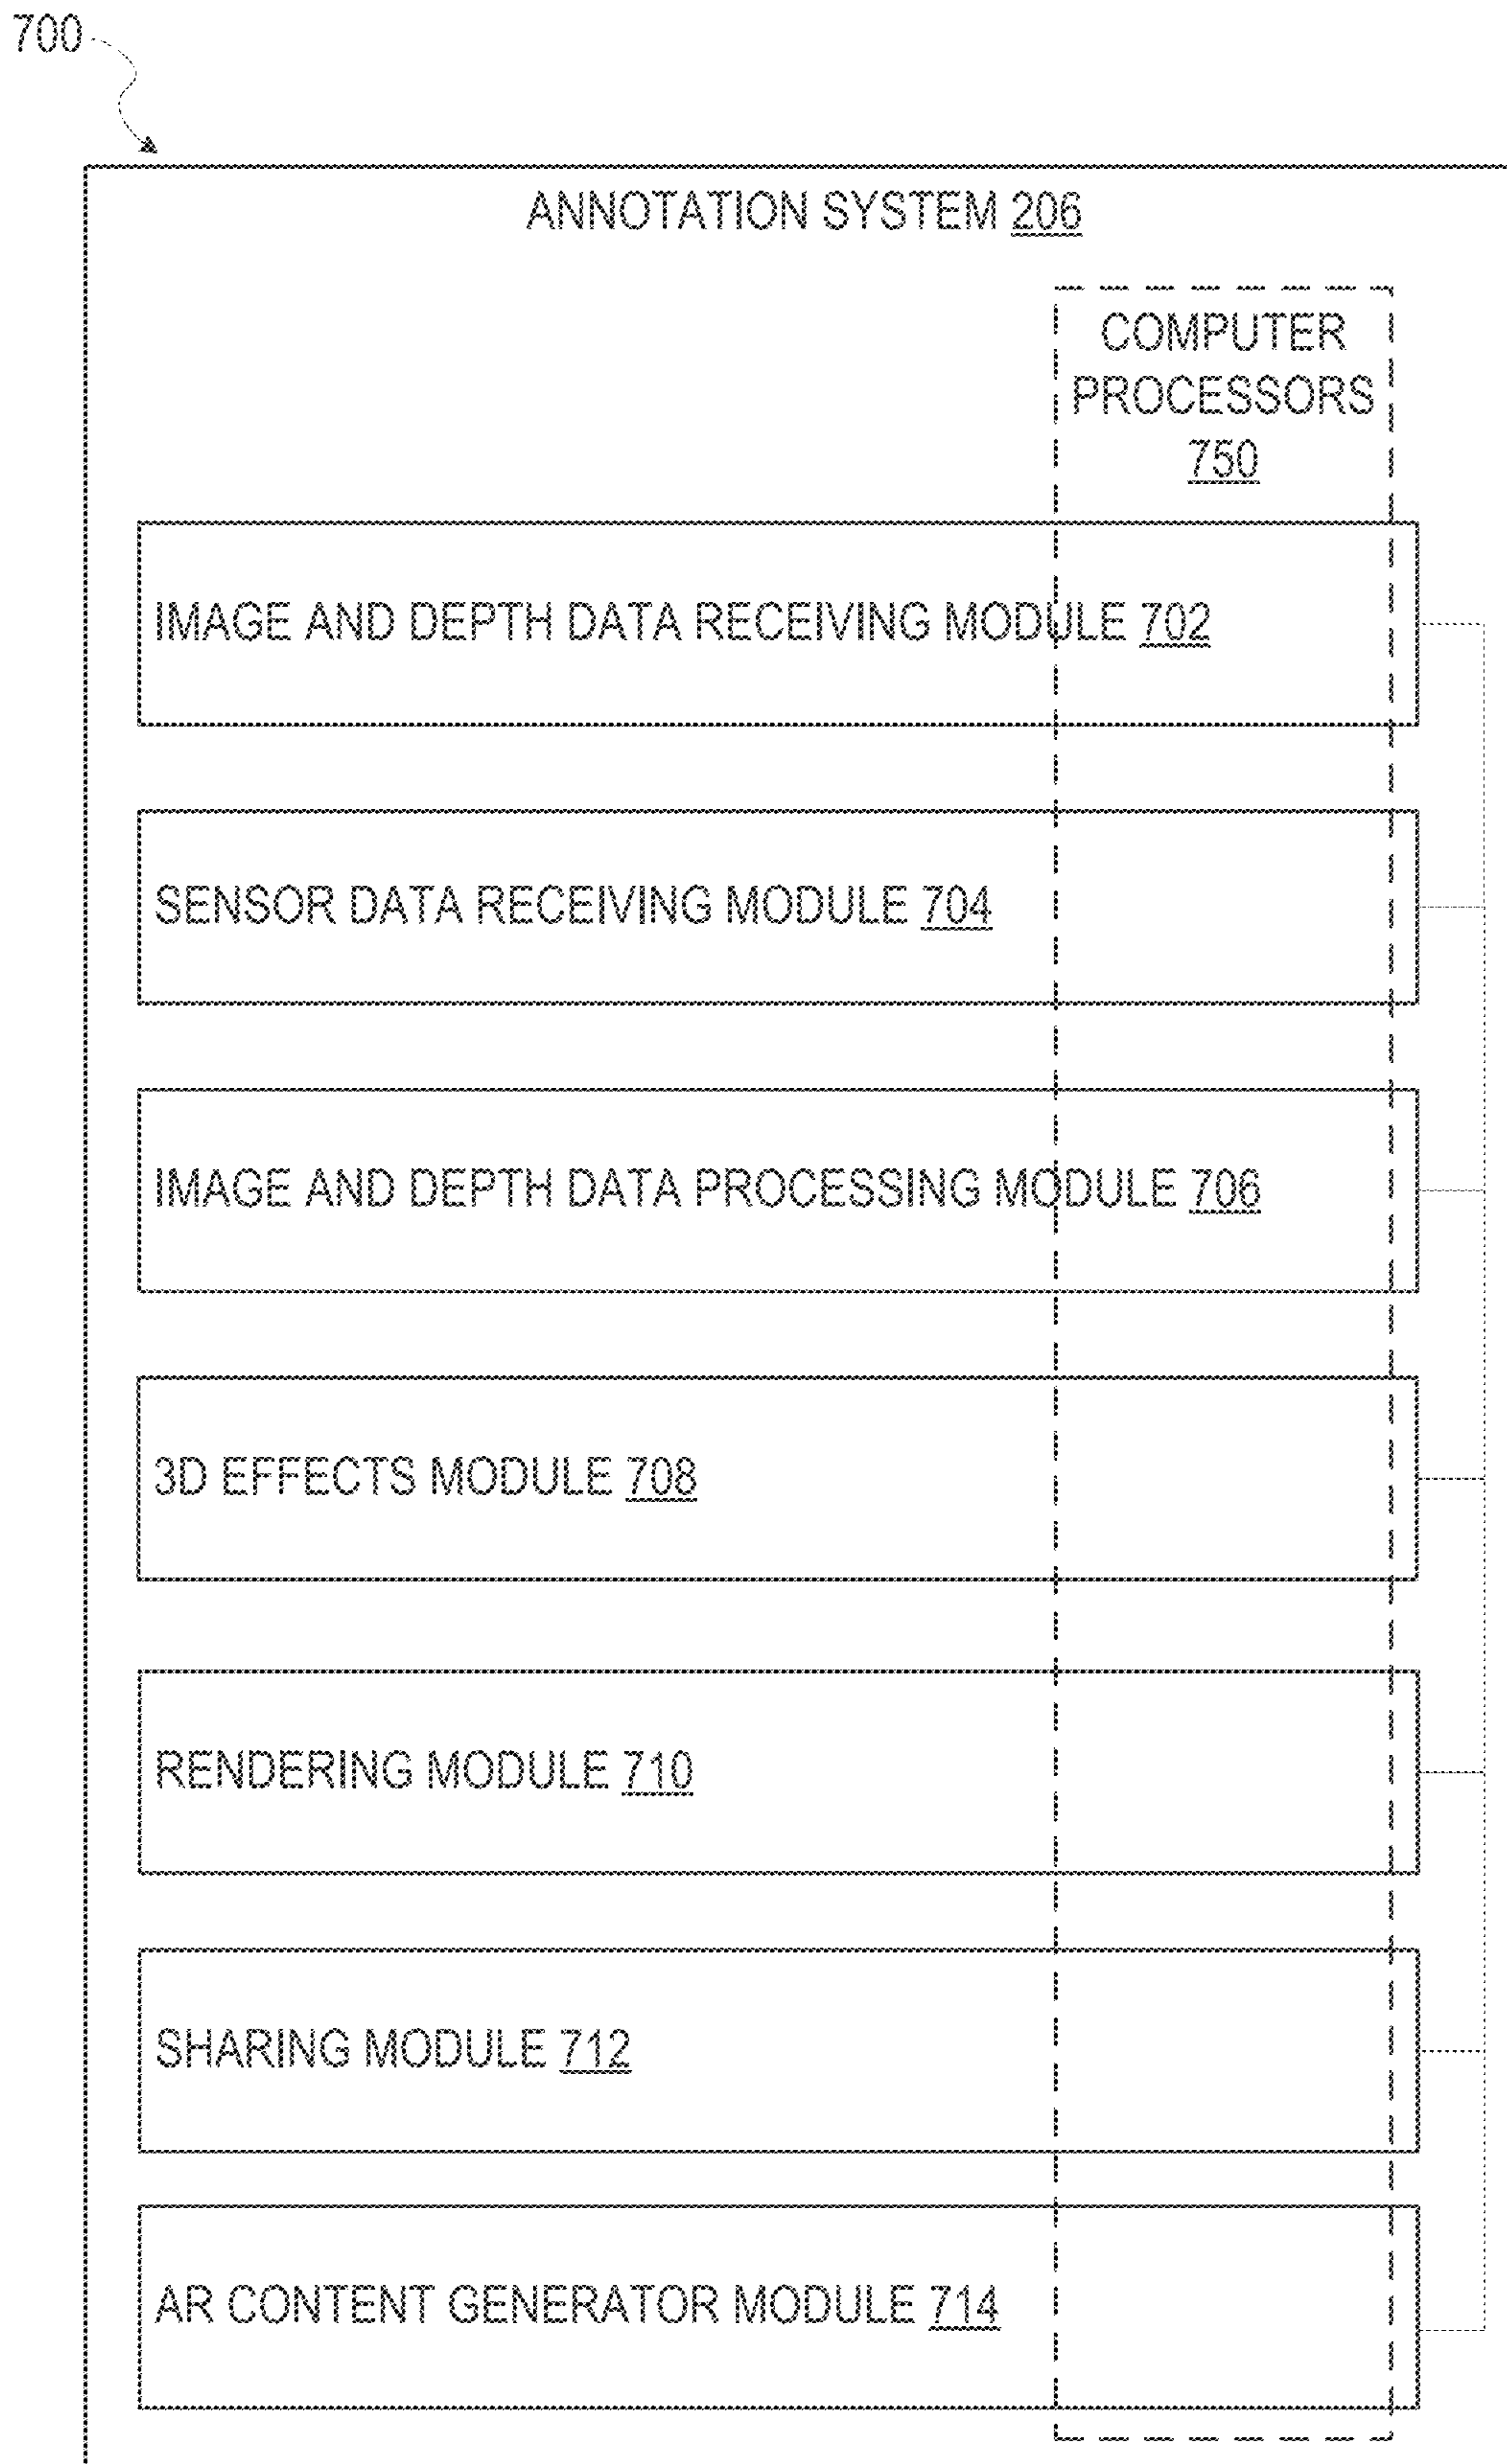 700
ANNOTATION SYSTEM 206
COMPUTER
PROCESSORS
750
IMAGE AND DEPTH DATA RECEIVING MODULE 702
SENSOR DATA RECEIVING MODULE 704
IMAGE AND DEPTH DATA PROCESSING MODULE 706
3D EFFECTS MODULE 708
RENDERING MODULE 710
SHARING MODULE 712
AR CONTENT GENERATOR MODULE 714